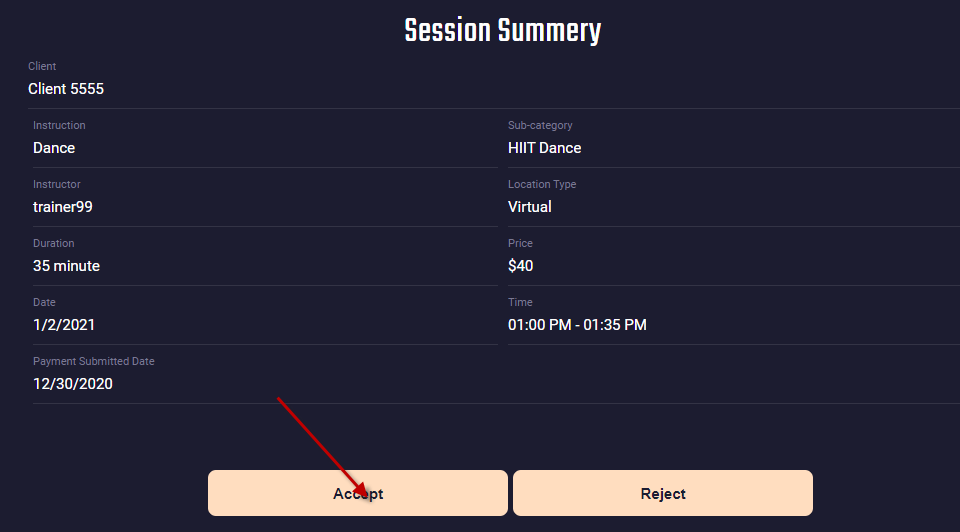 Session Summery
Client
Client 5555
Instruction
Sub-category
Dance
HIIT Dance
Instructor
Location Type
trainer99
Virtual
Duration
Price
35 minute
$40
Date
Time
1/2/2021
01:00 PM - 01:35 PM
Payment Submitted Date
12/30/2020
Accept
Reject